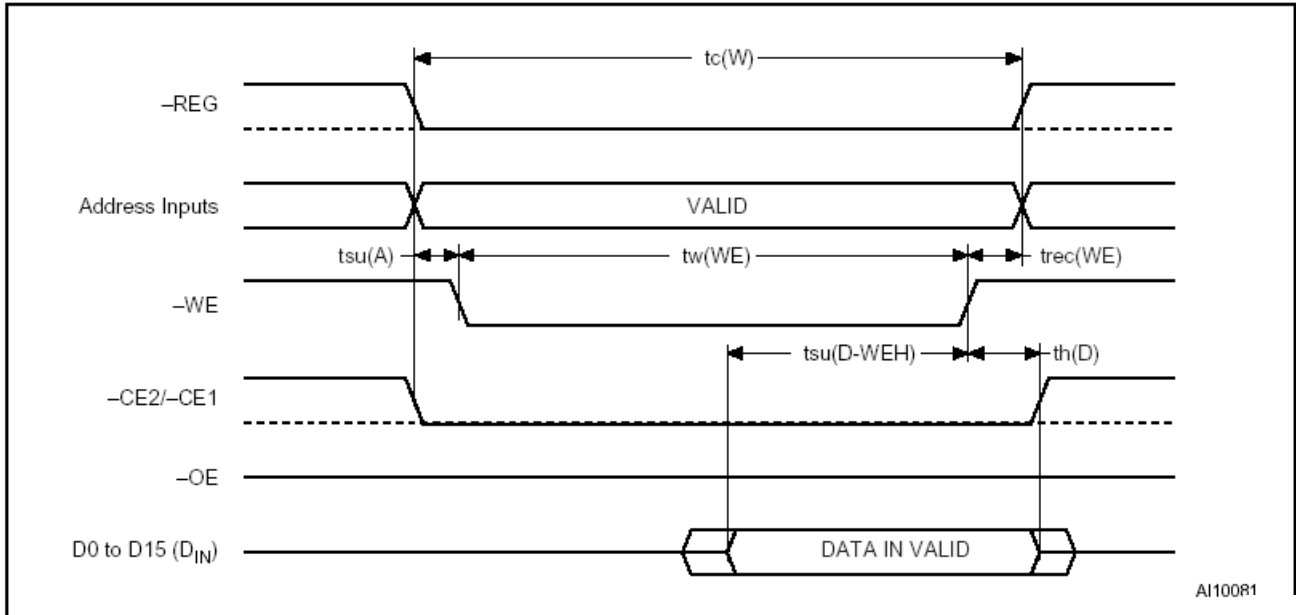 tc(W)
–REG
Address Inputs
VALID
tsu(A)
tw(WE)
trec(WE)
–WE
tsu(D-WEH)
th(D)
–CE2/–CE1
–OE
D0 to D15 (DIN)
DATA IN VALID
AI10081